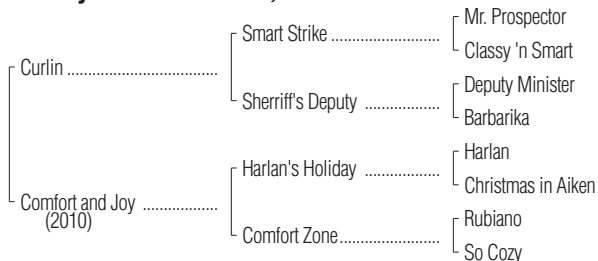 Mr. Prospector
Smart Strike ........................
Classy 'n Smart
Curlin ...................................
Deputy Minister
Sherriff's Deputy ................
Barbarika
Harlan
Harlan's Holiday ................
Christmas in Aiken
Comfort and Joy ................
(2010)
Rubiano
Comfort Zone......................
So Cozy